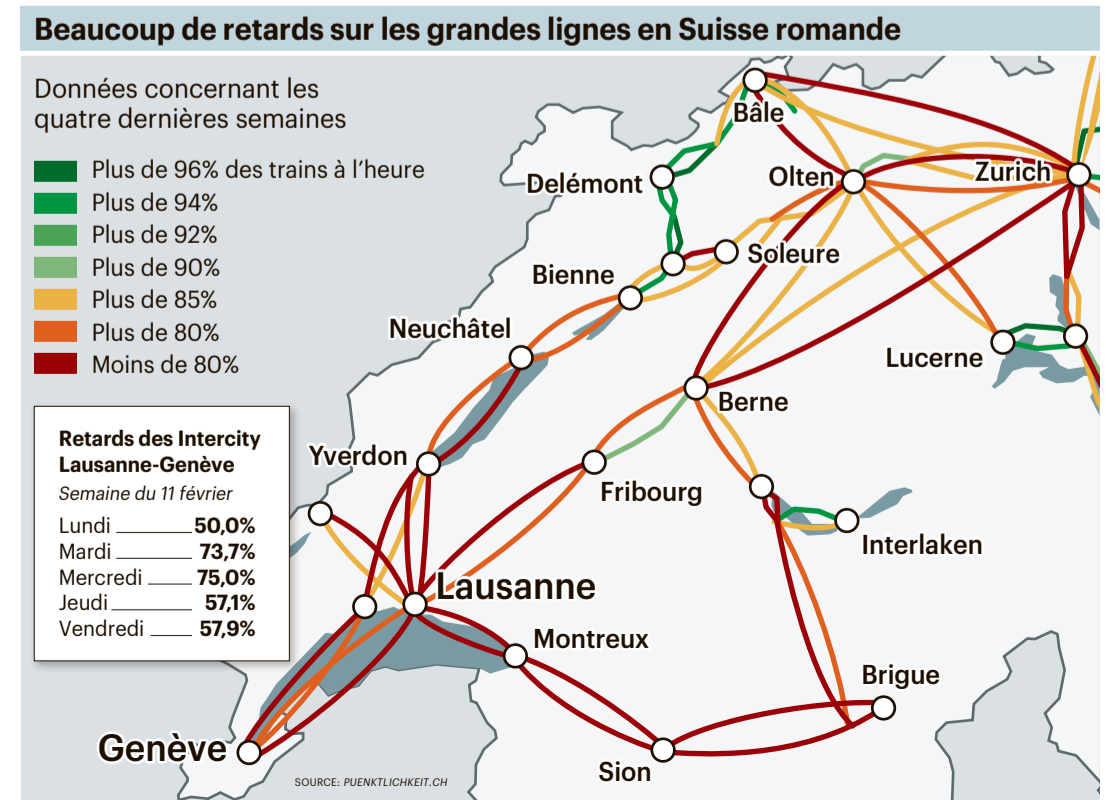 Beaucoup de retards sur les grandes lignes en Suisse romande
Données concernant les
quatre dernières semaines
Plus de 96% des trains à l’heure
Plus de 94%
Plus de 92%
Plus de 90%
Plus de 85%
Plus de 80%
Moins de 80%
Bâle
Delémont
Olten
Zurich
Soleure
Bienne
Neuchâtel
Lucerne
Berne
Yverdon
Fribourg
Interlaken
Lausanne
Montreux
Brigue
Genève
Sion
Retards des Intercity
Lausanne-Genève
Semaine du 11 février
Lundi 50,0%
Mardi 73,7%
Mercredi 75,0%
Jeudi 57,1%
Vendredi 57,9%
SOURCE: PUENKTLICHKEIT.CH